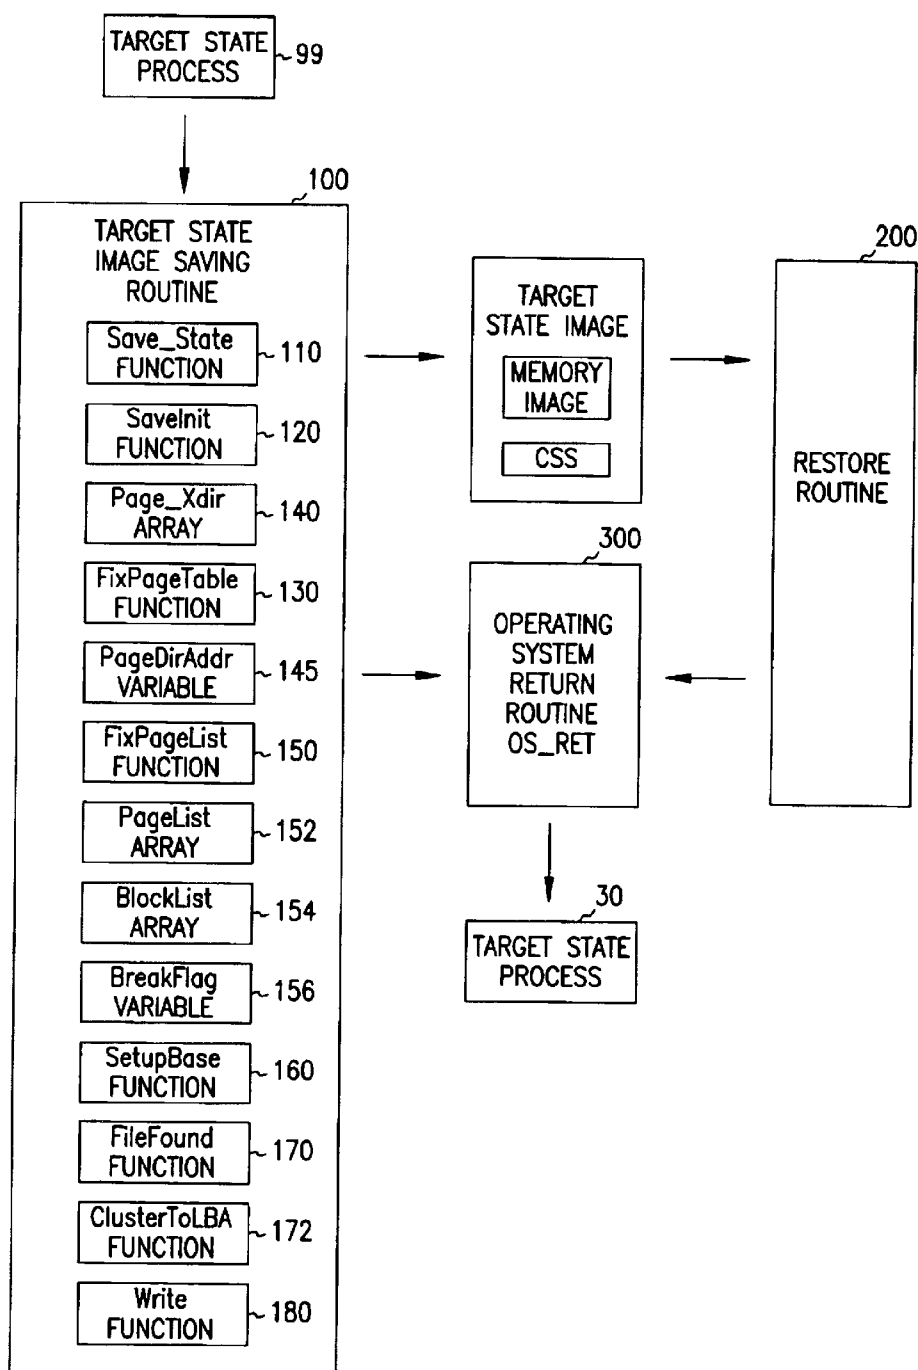 TARGET STATE
PROCESS
99
100
TARGET STATE
IMAGE SAVING
ROUTINE
Save_State
FUNCTION
110
SaveInit
FUNCTION
120
Page_Xdir
ARRAY
140
FixPageTable
FUNCTION
130
PageDirAddr
VARIABLE
145
FixPageList
FUNCTION
150
PageList
ARRAY
152
BlockList
ARRAY
154
BreakFlag
VARIABLE
156
SetupBase
FUNCTION
160
FileFound
FUNCTION
170
ClusterToLBA
FUNCTION
172
Write
FUNCTION
180
TARGET
STATE IMAGE
MEMORY
IMAGE
CSS
300
OPERATING
SYSTEM
RETURN
ROUTINE
OS_RET
30
TARGET STATE
PROCESS
200
RESTORE
ROUTINE